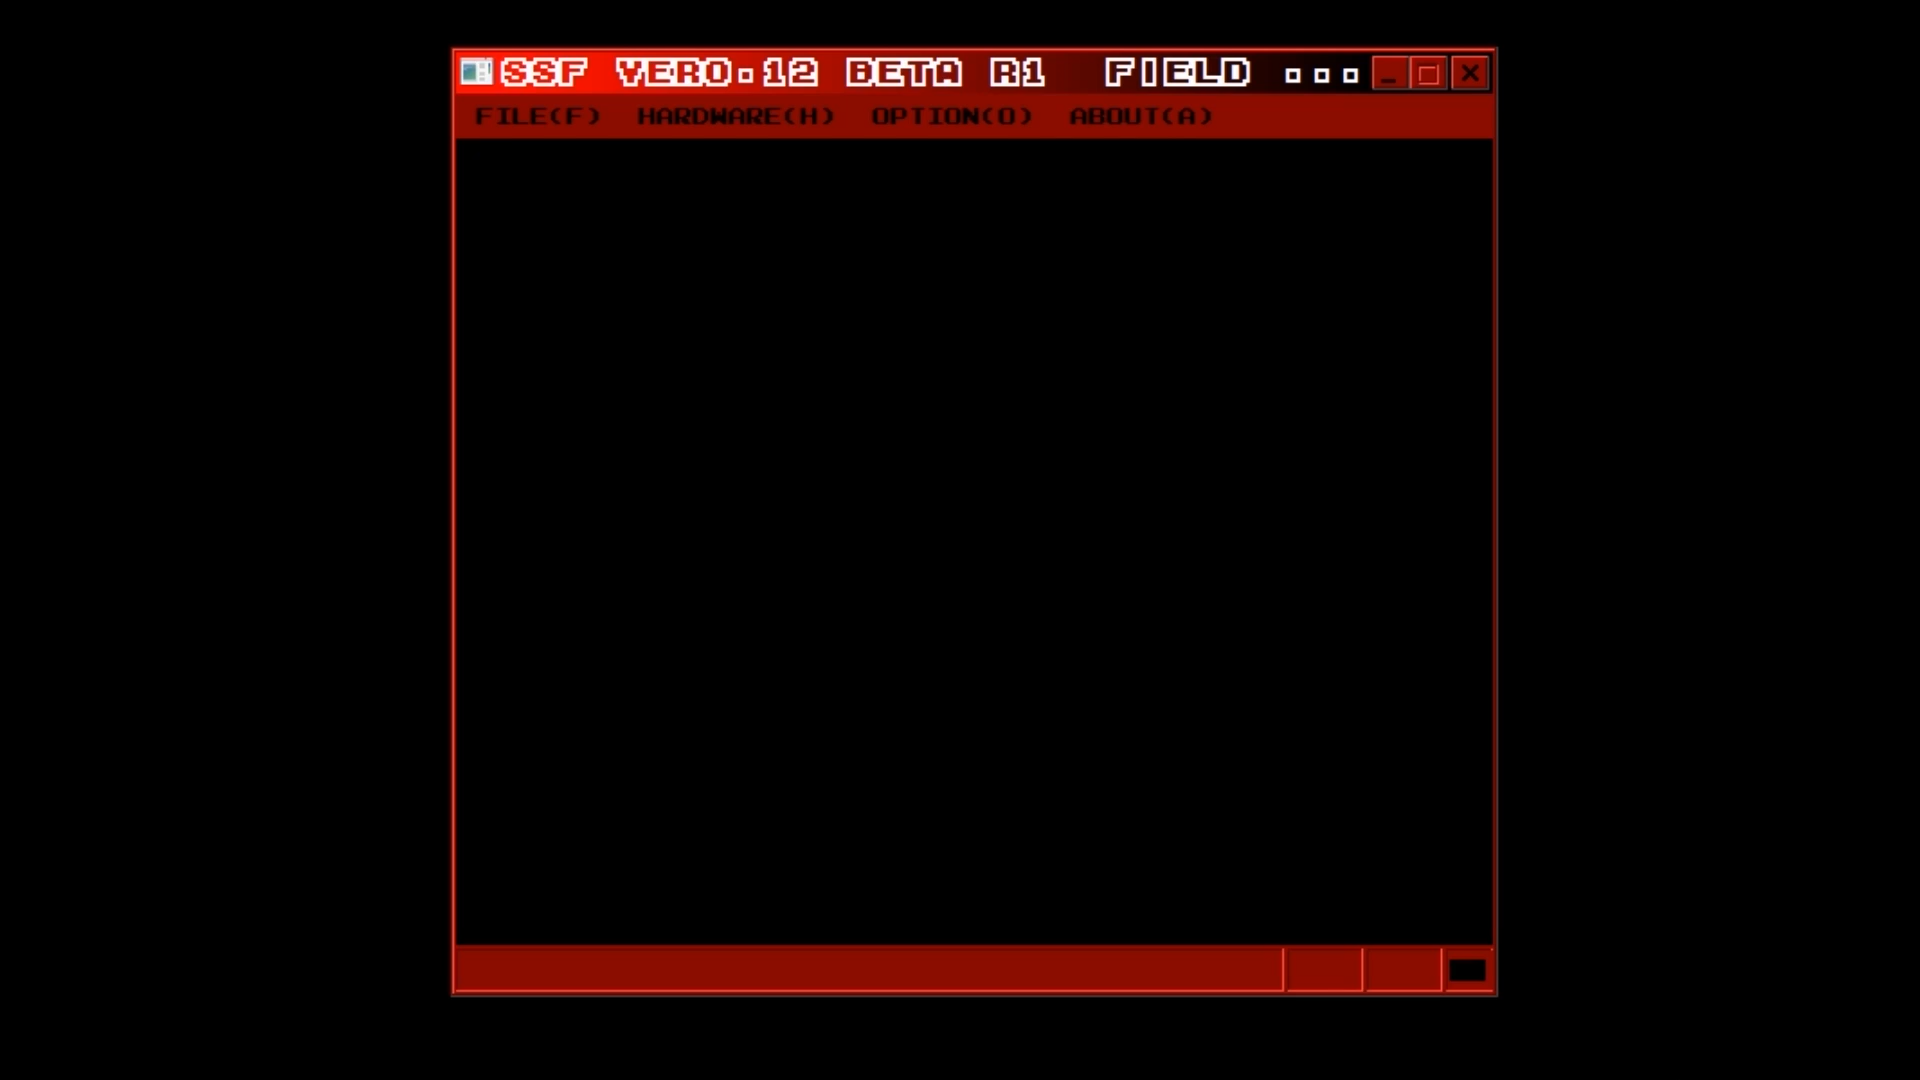 SSF VER0.12 BETA R1  FIELD ...
FILE(F) HARDWARE(H) OPTION(O) ABOUT(A)